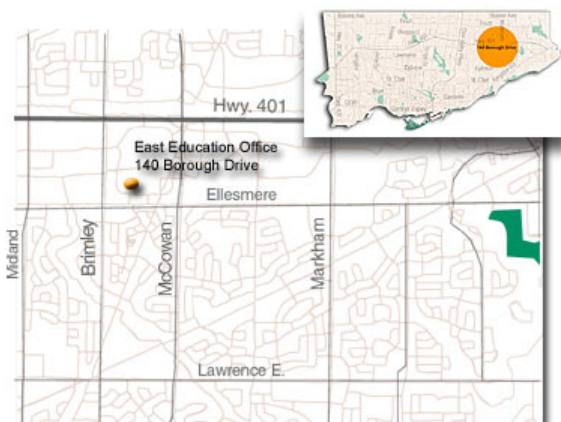 Hwy. 401
East Education Office
140 Borough Drive
Ellesmere
Midland
Brimley
McCowan
Markham
Lawrence E.
140 Borough Drive